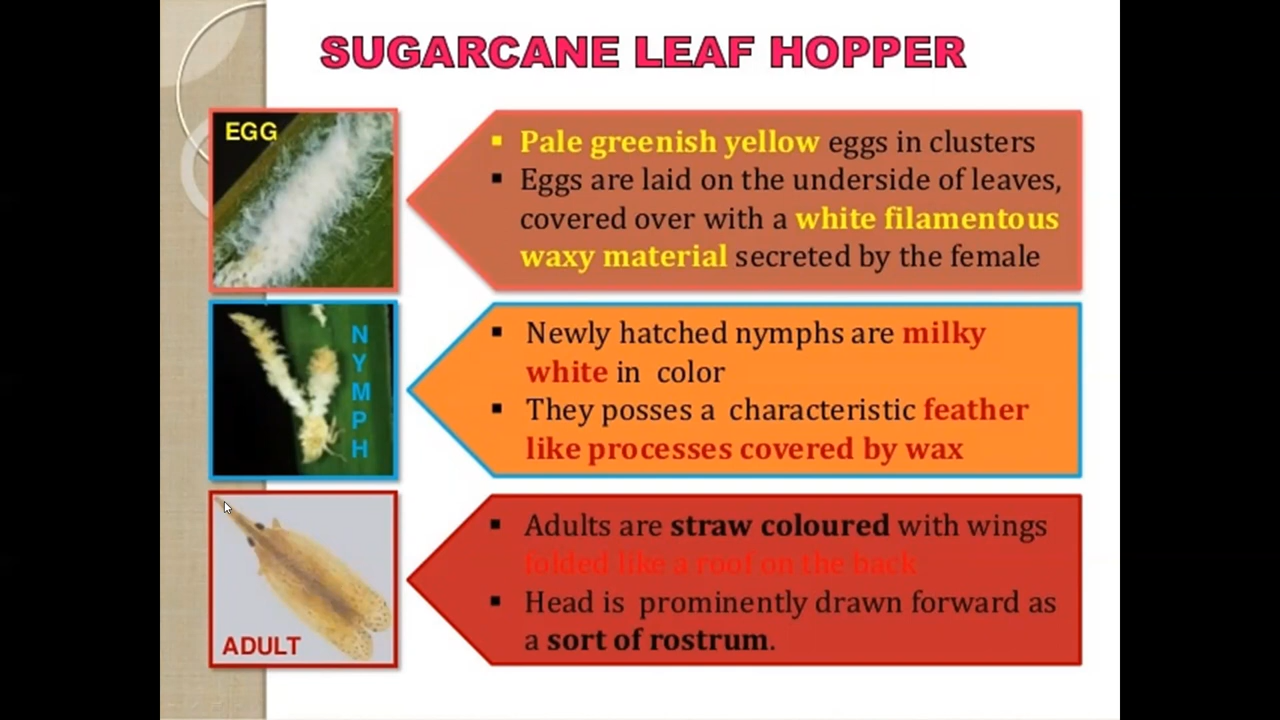 SUGARCANE LEAF HOPPER
EGG
▪ Pale greenish yellow eggs in clusters
▪ Eggs are laid on the underside of leaves,
covered over with a white filamentous
waxy material secreted by the female
NYMPH
▪ Newly hatched nymphs are milky
white in color
▪ They posses a characteristic feather
like processes covered by wax
ADULT
▪ Adults are straw coloured with wings
folded like a roof on the back
▪ Head is prominently drawn forward as
a sort of rostrum.